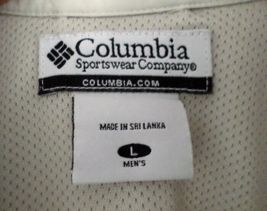 Columbia
Sportswear Company®
COLUMBIA.COM
MADE IN SRI LANKA
L
MEN'S